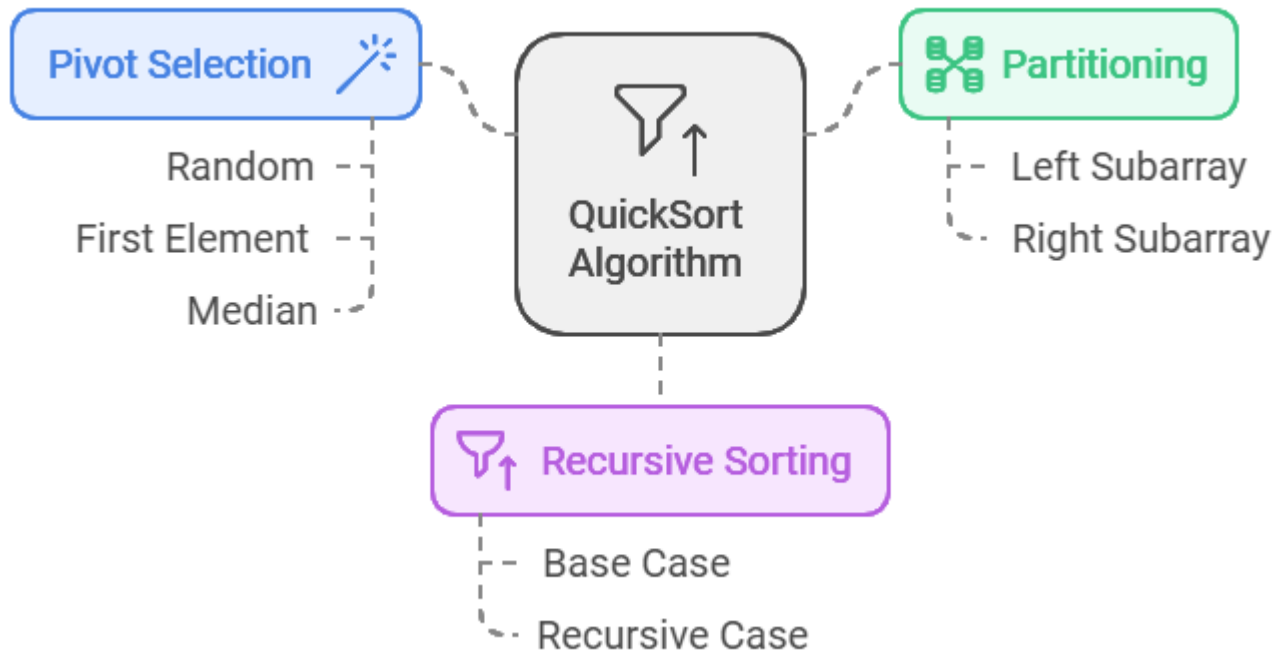 Pivot Selection
Random
First Element
Median
QuickSort
Algorithm
Partitioning
Left Subarray
Right Subarray
Recursive Sorting
Base Case
Recursive Case